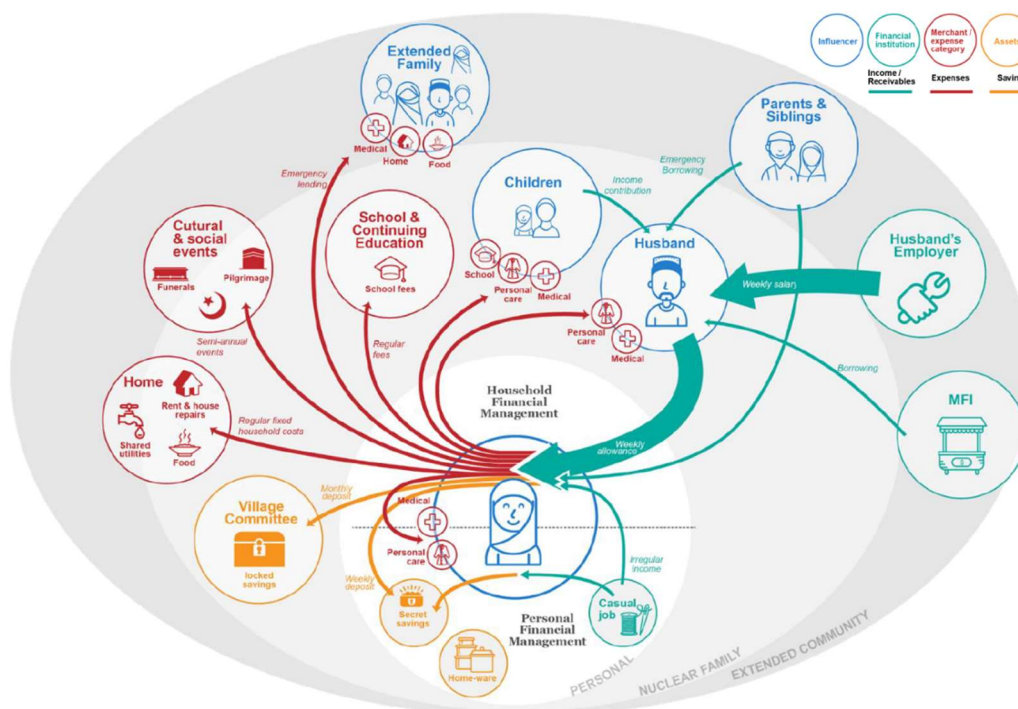 Influencer
Financial
institution
Merchant /
expense
category
Assets
Income /
Receivables
Expenses
Savin
Extended
Family
Medical
Home
Food
Parents &
Siblings
Emergency
lending
Children
Income
contribution
Emergency
Borrowing
School
Personal
care
Medical
School &
Continuing
Education
School fees
Cutural
& social
events
Funerals
Pilgrimage
Husband
Personal
care
Medical
Weekly salary
Husband's
Employer
Semi-annual
events
Regular
fees
Borrowing
MFI
Home
Rent & house
repairs
Shared
utilities
Food
Regular fixed
household costs
Household
Financial
Management
Weekly
allowance
Monthly
deposit
Village
Committee
locked
savings
Medical
Personal
care
Weekly
deposit
Secret
savings
Irregular
income
Casual
job
Personal
Financial
Management
Home-ware
PERSONAL
NUCLEAR FAMILY
EXTENDED COMMUNITY